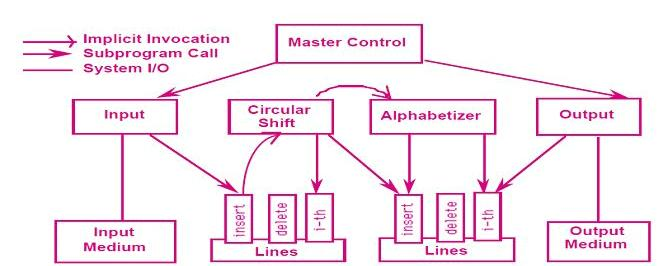 Implicit Invocation
Subprogram Call
System I/O
Master Control
Input
Circular
Shift
Alphabetizer
Output
insert
delete
i-th
insert
delete
i-th
Lines
Lines
Input
Medium
Output
Medium